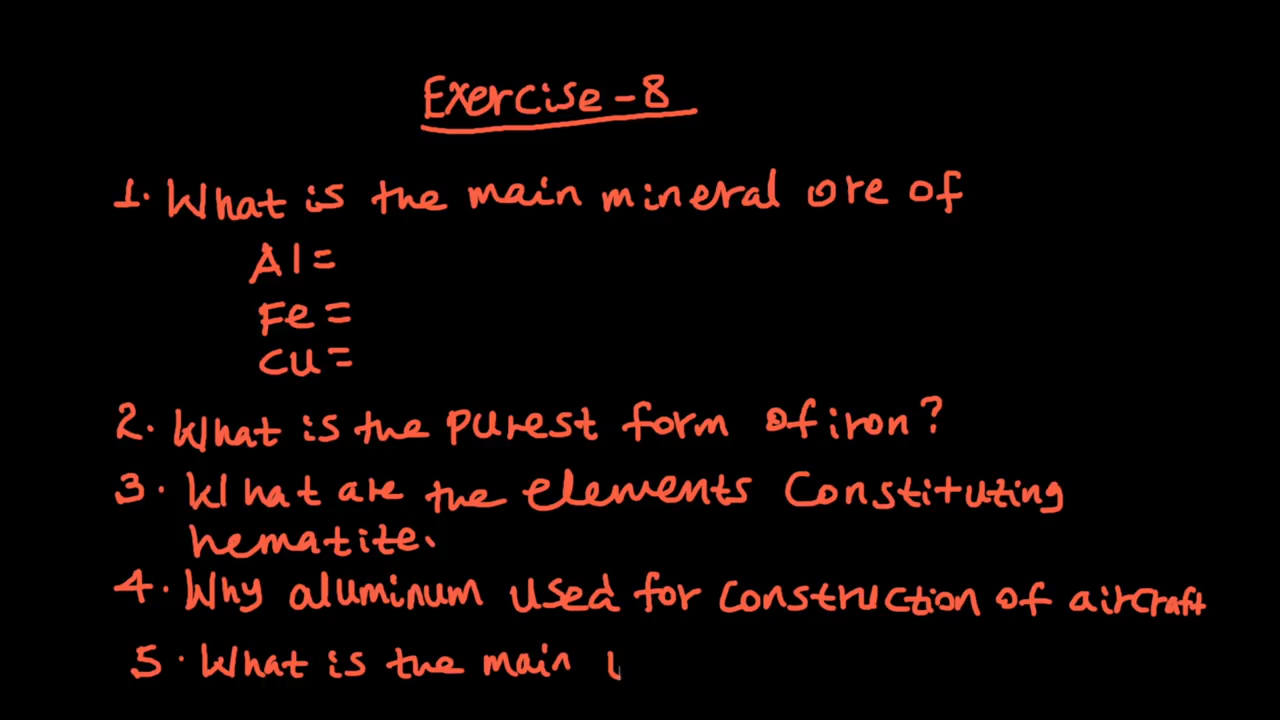 Exercise-8
1. What is the main mineral ore of
Al=
Fe=
Cu=
2. What is the purest form of iron?
3. What are the elements constituting
hematite.
4. Why aluminum used for construction of aircraft
5. What is the main